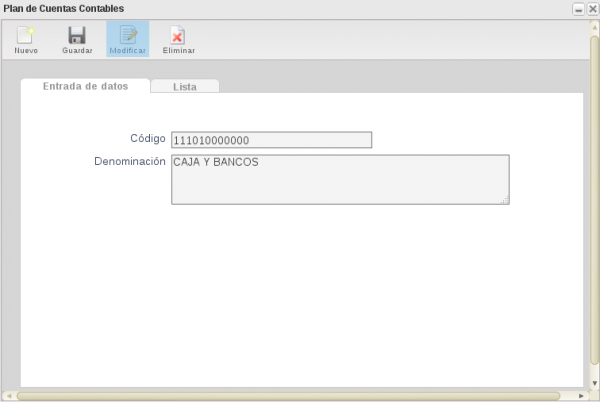 Plan de Cuentas Contables
Nuevo Guardar Modificar Eliminar
Entrada de datos Lista
Código 111010000000
Denominación CAJA Y BANCOS